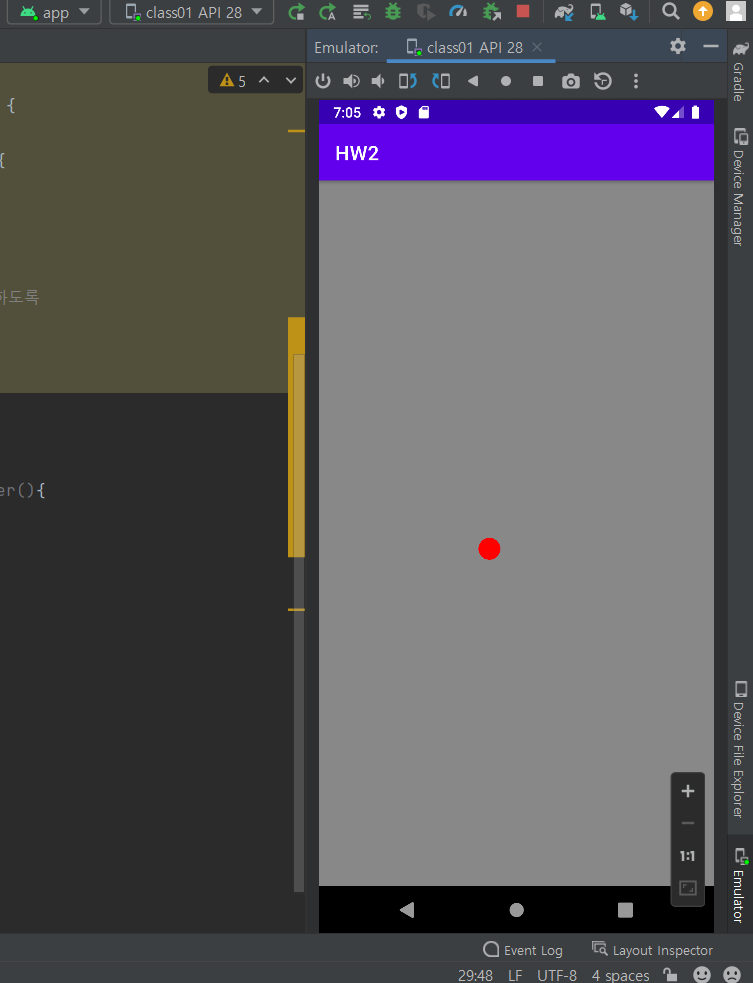 app
class01 API 28
Emulator:
class01 API 28
5
{
{
하도록
er(){
7:05
HW2
1:1
Gradle
Device Manager
Device File Explorer
Emulator
Event Log
Layout Inspector
29:48 LF UTF-8 4 spaces